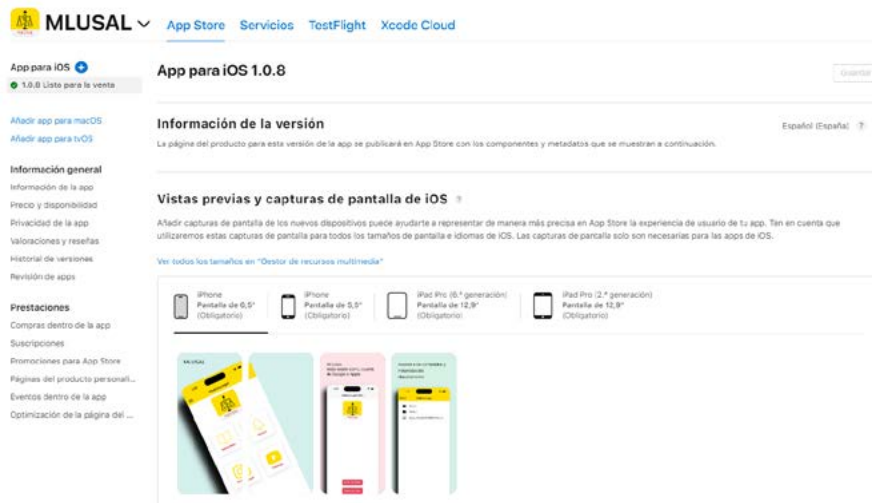 MLUSAL
App Store Servicios TestFlight Xcode Cloud
App para iOS
1.0.8 Listo para la venta
Añadir app para macOS
Añadir app para tvOS
Información general
Información de la app
Precio y disponibilidad
Privacidad de la app
Valoraciones y reseñas
Historial de versiones
Revisión de apps
Prestaciones
Compras dentro de la app
Suscripciones
Promociones para App Store
Páginas del producto personali...
Eventos dentro de la app
Optimización de la página del ...
App para iOS 1.0.8
Guardar
Información de la versión
Español (España) ?
La página del producto para esta versión de la app se publicará en App Store con los componentes y metadatos que se muestran a continuación.
Vistas previas y capturas de pantalla de iOS ?
Añadir capturas de pantalla de los nuevos dispositivos puede ayudarte a representar de manera más precisa en App Store la experiencia de usuario de tu app. Ten en cuenta que
utilizaremos estas capturas de pantalla para todos los tamaños de pantalla e idiomas de iOS. Las capturas de pantalla solo son necesarias para las apps de iOS.
Ver todos los tamaños en "Gestor de recursos multimedia"
iPhone
Pantalla de 6,5"
(Obligatorio)
iPhone
Pantalla de 5,5"
(Obligatorio)
iPad Pro (6.ª generación)
Pantalla de 12,9"
(Obligatorio)
iPad Pro (2.ª generación)
Pantalla de 12,9"
(Obligatorio)
MLUSAL